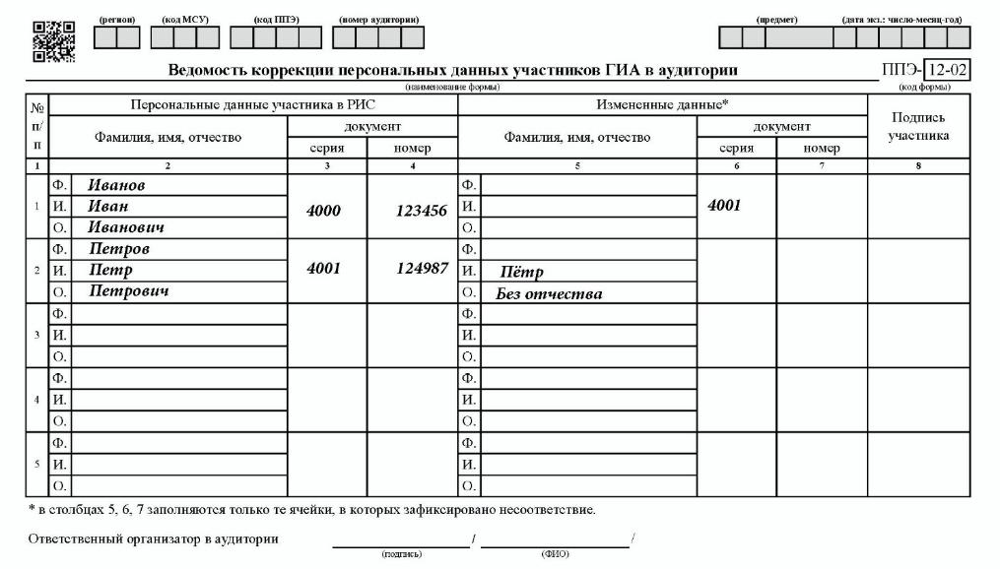 (регион) (код МСУ) (код ППЭ) (номер аудитории) (предмет) (дата экз.: число-месяц-год)
Ведомость коррекции персональных данных участников ГИА в аудитории ППЭ- 12-02
(наименование формы) (код формы)
№ п/п Персональные данные участника в РИС Измененные данные* Подпись участника
Фамилия, имя, отчество документ Фамилия, имя, отчество документ
серия номер серия номер
1 2 3 4 5 6 7 8
1 Ф. Иванов Ф.
И. Иван 4000 123456 И. 4001
О. Иванович О.
2 Ф. Петров Ф.
И. Петр 4001 124987 И. Пётр
О. Петрович О. Без отчества
3 Ф. Ф.
И. И.
О. О.
4 Ф. Ф.
И. И.
О. О.
5 Ф. Ф.
И. И.
О. О.
* в столбцах 5, 6, 7 заполняются только те ячейки, в которых зафиксировано несоответствие.
Ответственный организатор в аудитории / /
(подпись) (ФИО)